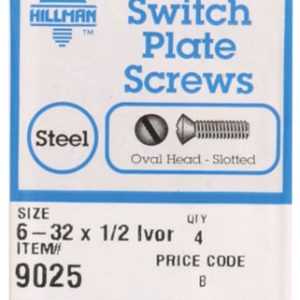 HILLMAN
TM
Switch
Plate
Screws
Steel
Oval Head - Slotted
SIZE
QTY
6-32 x 1/2 Ivor 4
ITEM#
PRICE CODE
9025
B